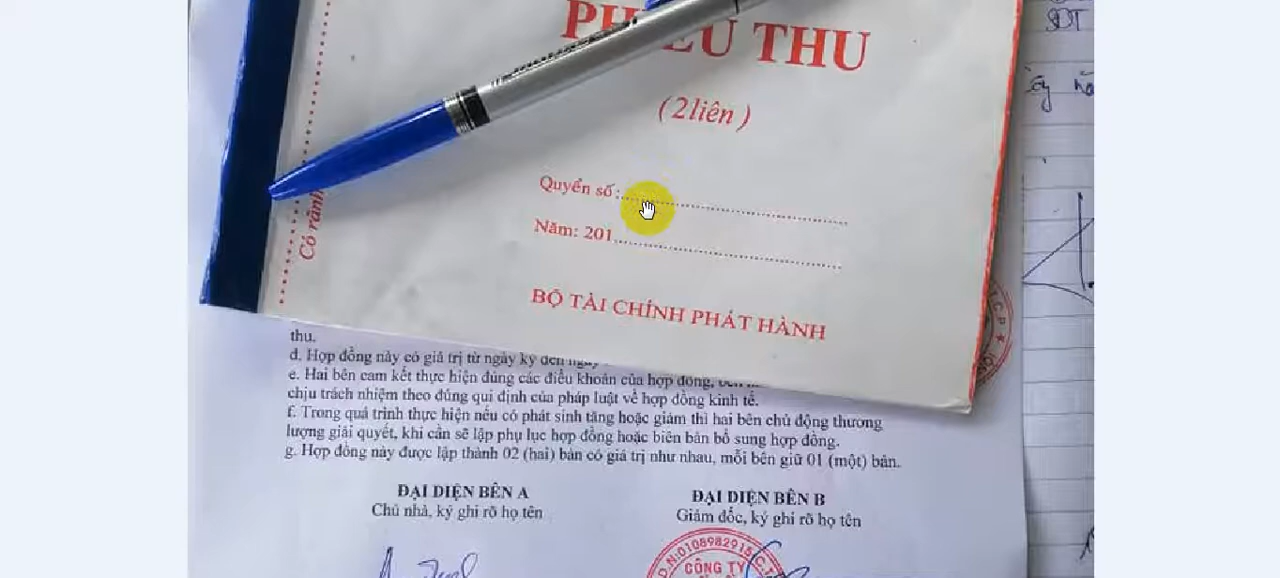 PHIẾU THU
(2liên)
Quyển số:
Năm: 201
BỘ TÀI CHÍNH PHÁT HÀNH
Có rãnh
SĐT
thu.
d. Hợp đồng này có giá trị từ ngày ký đến ngày
e. Hai bên cam kết thực hiện đúng các điều khoản của hợp đồng,
chịu trách nhiệm theo đúng qui định của pháp luật về hợp đồng kinh tế.
f. Trong quá trình thực hiện nếu có phát sinh tăng hoặc giảm thì hai bên chủ động thương
lượng giải quyết, khi cần sẽ lập phụ lục hợp đồng hoặc biên bản bổ sung hợp đồng.
g. Hợp đồng này được lập thành 02 (hai) bản có giá trị như nhau, mỗi bên giữ 01 (một) bản.
ĐẠI DIỆN BÊN A
Chủ nhà, ký ghi rõ họ tên
ĐẠI DIỆN BÊN B
Giám đốc, ký ghi rõ họ tên
D.N:0108982915
CÔNG TY